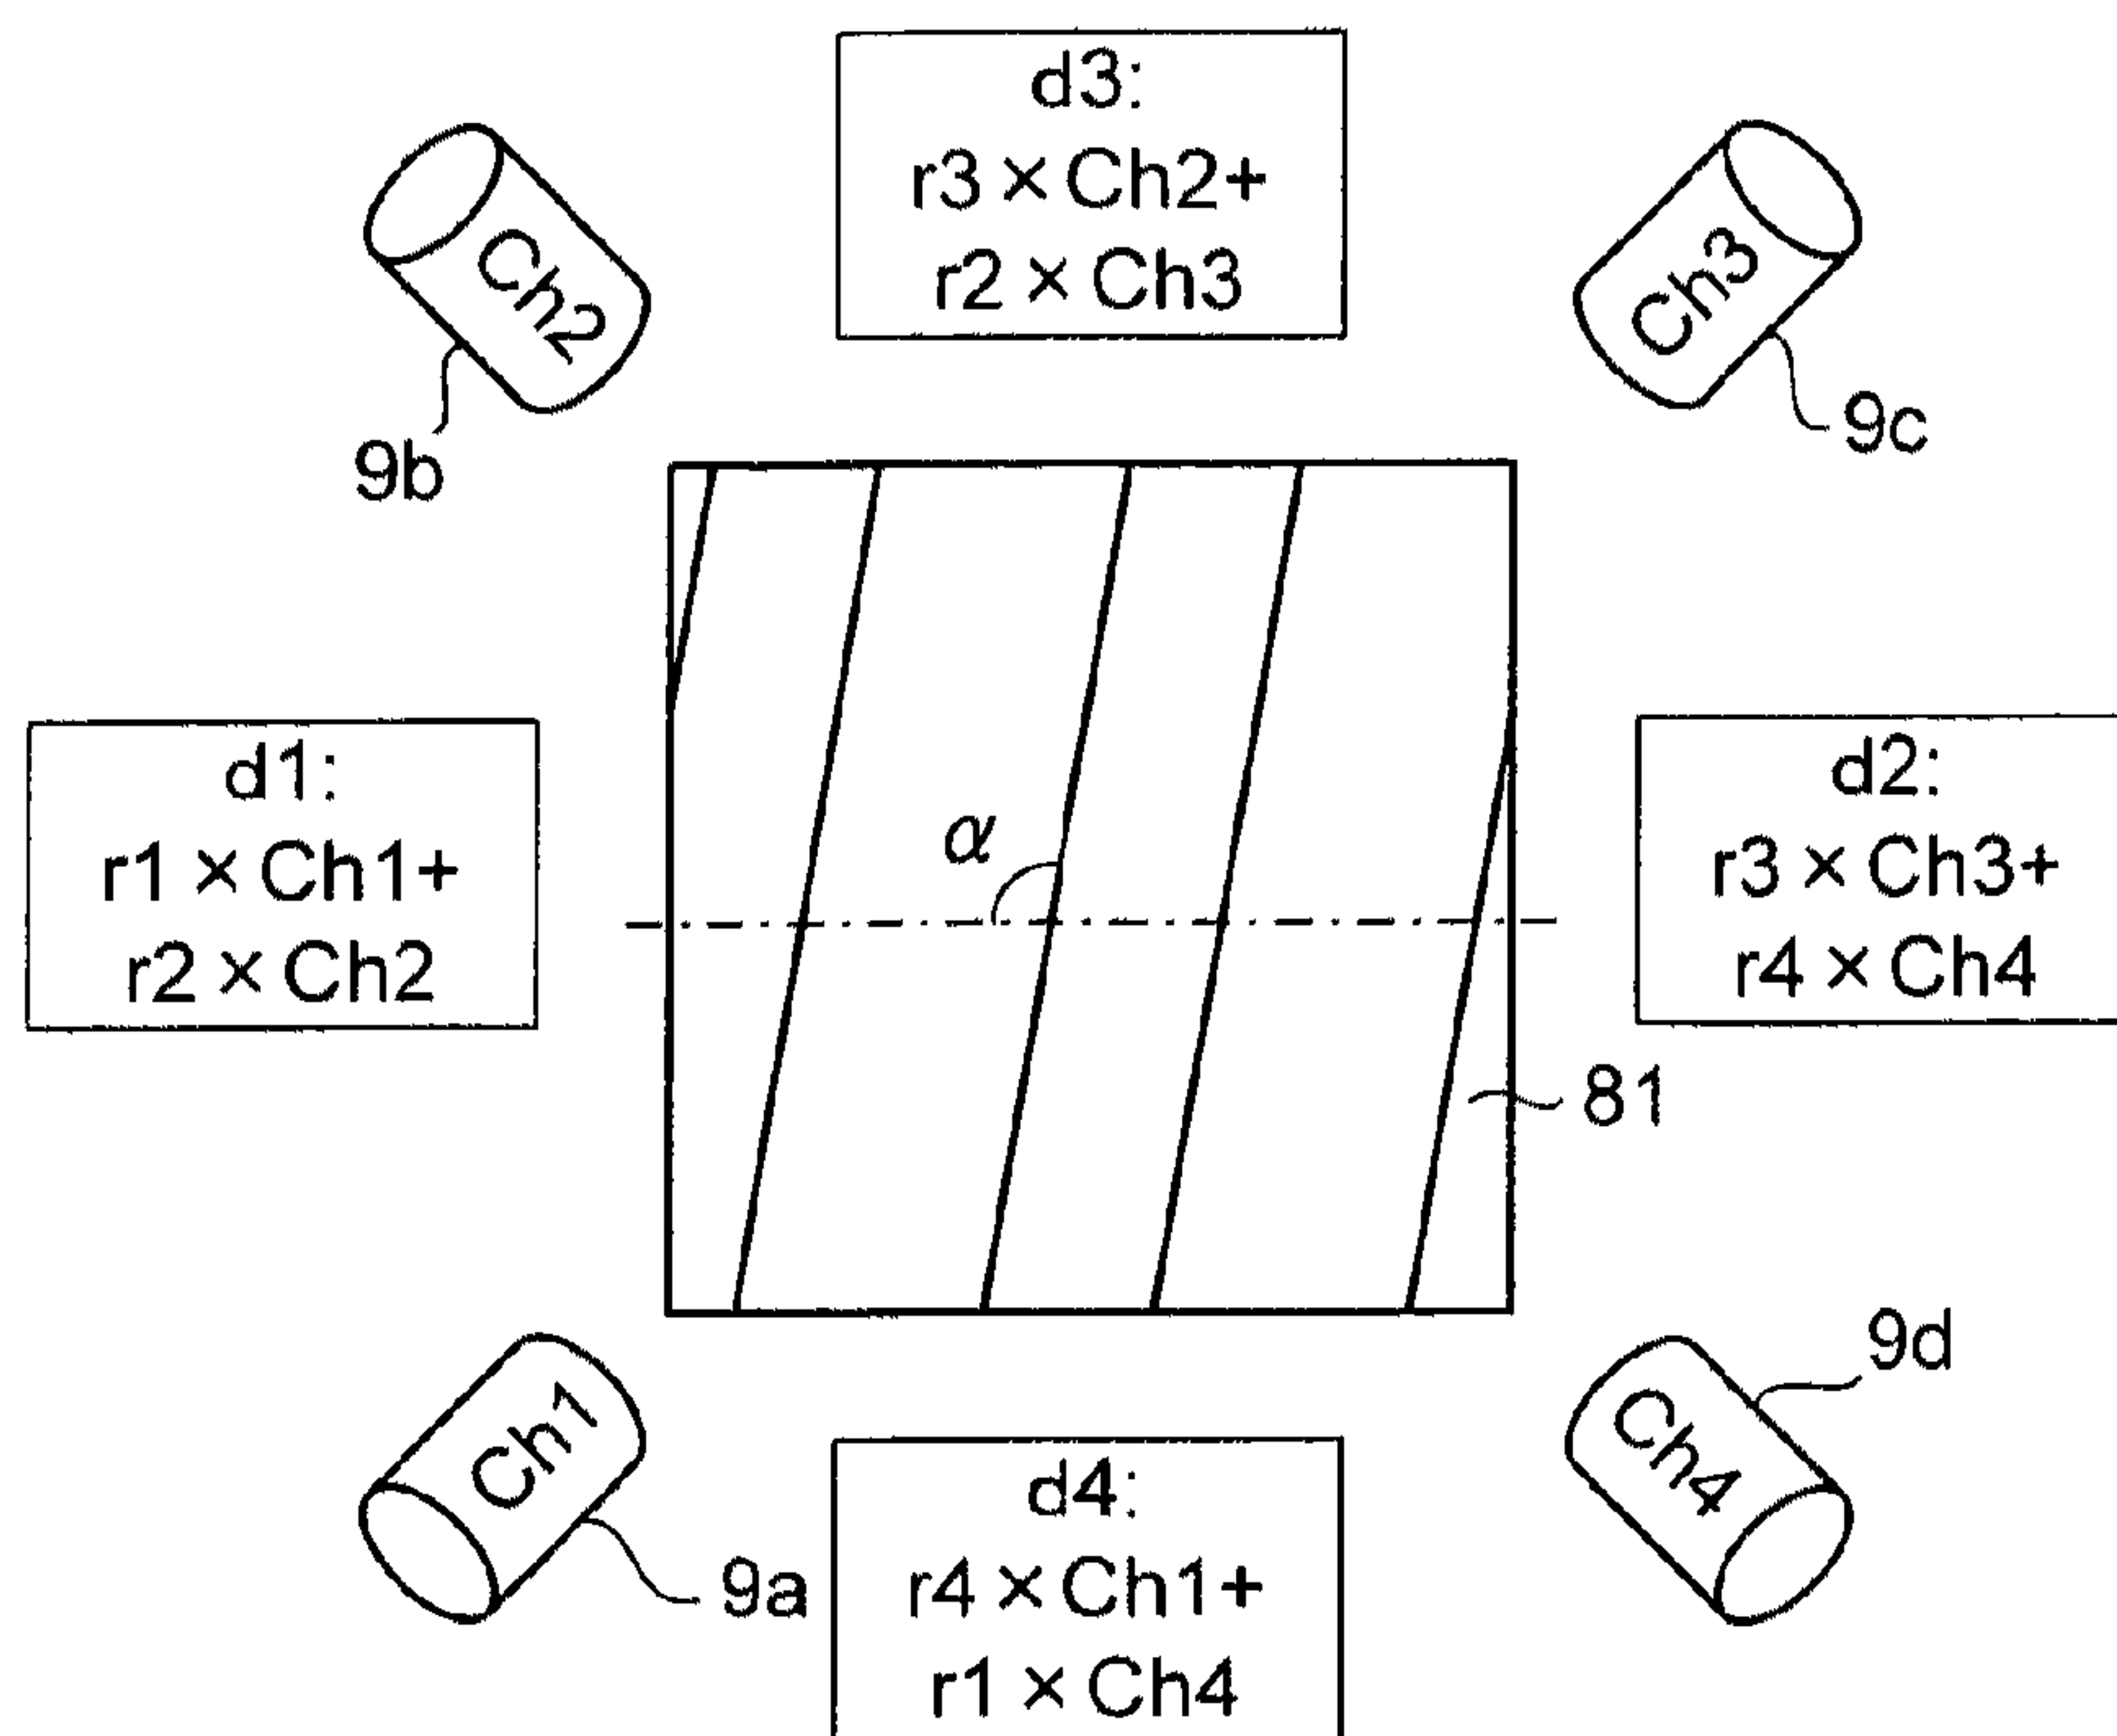 d3:
r3 × Ch2+
r2 × Ch3
Ch2
Ch3
9b
9c
d1:
r1 × Ch1+
r2 × Ch2
α
d2:
r3 × Ch3+
r4 × Ch4
81
Ch1
9a
d4:
r4 × Ch1+
r1 × Ch4
Ch4
9d